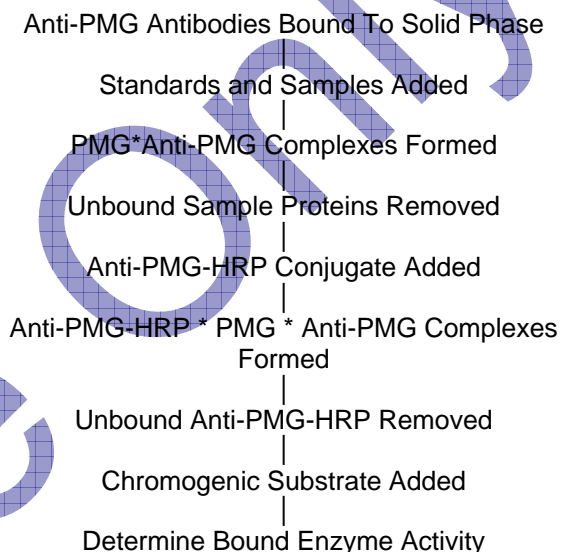 Anti-PMG Antibodies Bound To Solid Phase
|
Standards and Samples Added
|
PMG*Anti-PMG Complexes Formed
|
Unbound Sample Proteins Removed
|
Anti-PMG-HRP Conjugate Added
|
Anti-PMG-HRP * PMG * Anti-PMG Complexes
Formed
|
Unbound Anti-PMG-HRP Removed
|
Chromogenic Substrate Added
|
Determine Bound Enzyme Activity